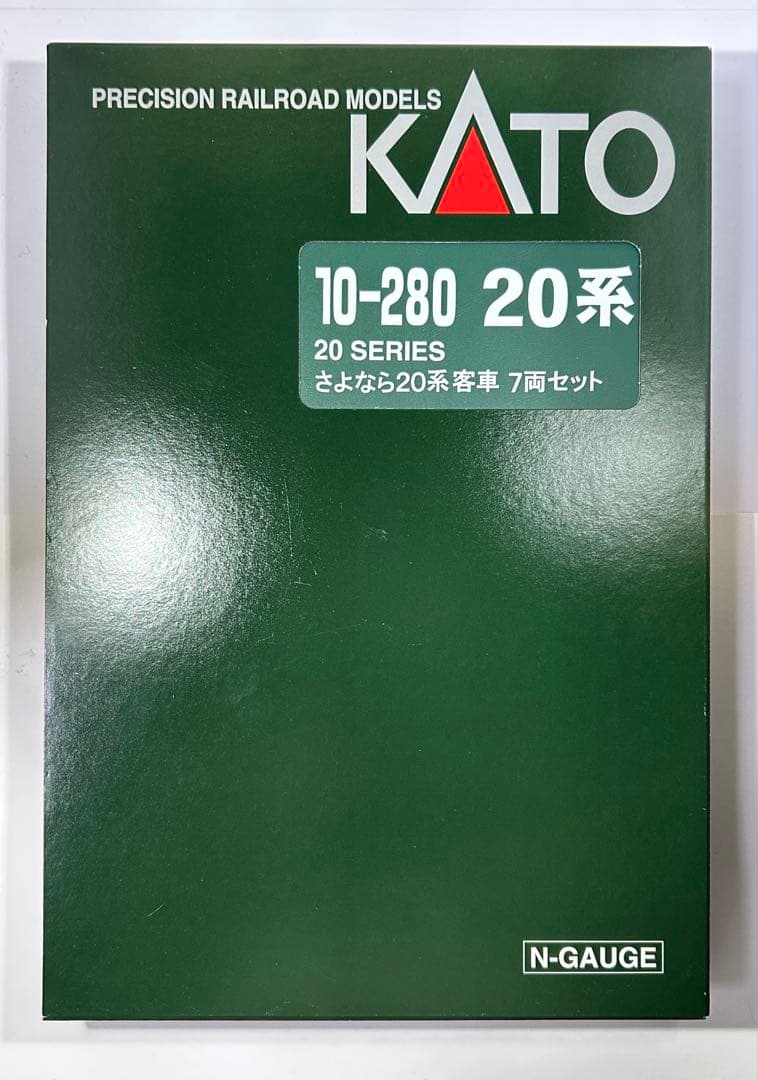 PRECISION RAILROAD MODELS
KATO
10-280 20系
20 SERIES
さよなら20系客車 7両セット
N-GAUGE